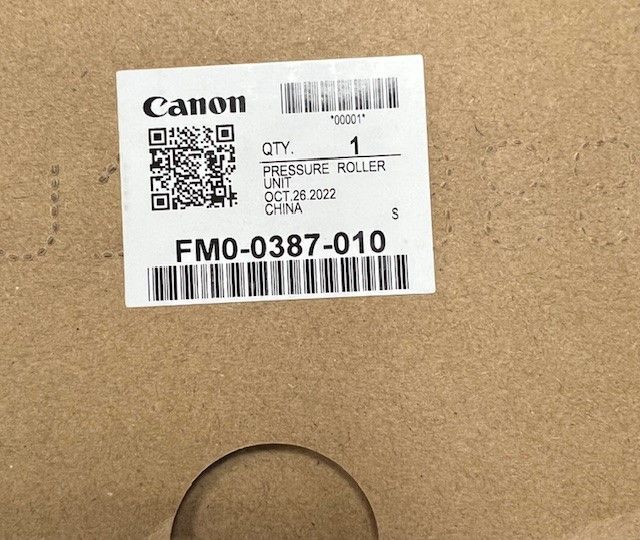 Canon
*00001*
QTY. 1
PRESSURE ROLLER
UNIT
OCT.26.2022
CHINA
S
FM0-0387-010